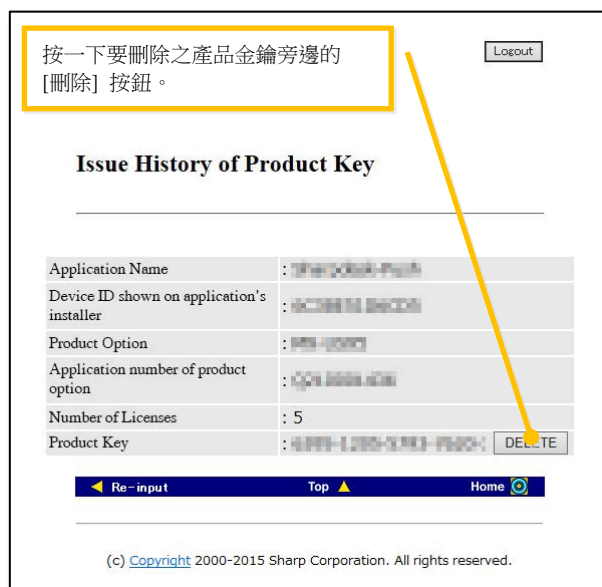 按一下要刪除之產品金鑰旁邊的
[刪除] 按鈕。
Logout
Issue History of Product Key
Application Name :
Device ID shown on application's
installer :
Product Option :
Application number of product
option :
Number of Licenses : 5
Product Key : DELETE
Re-input Top Home
(c) Copyright 2000-2015 Sharp Corporation. All rights reserved.